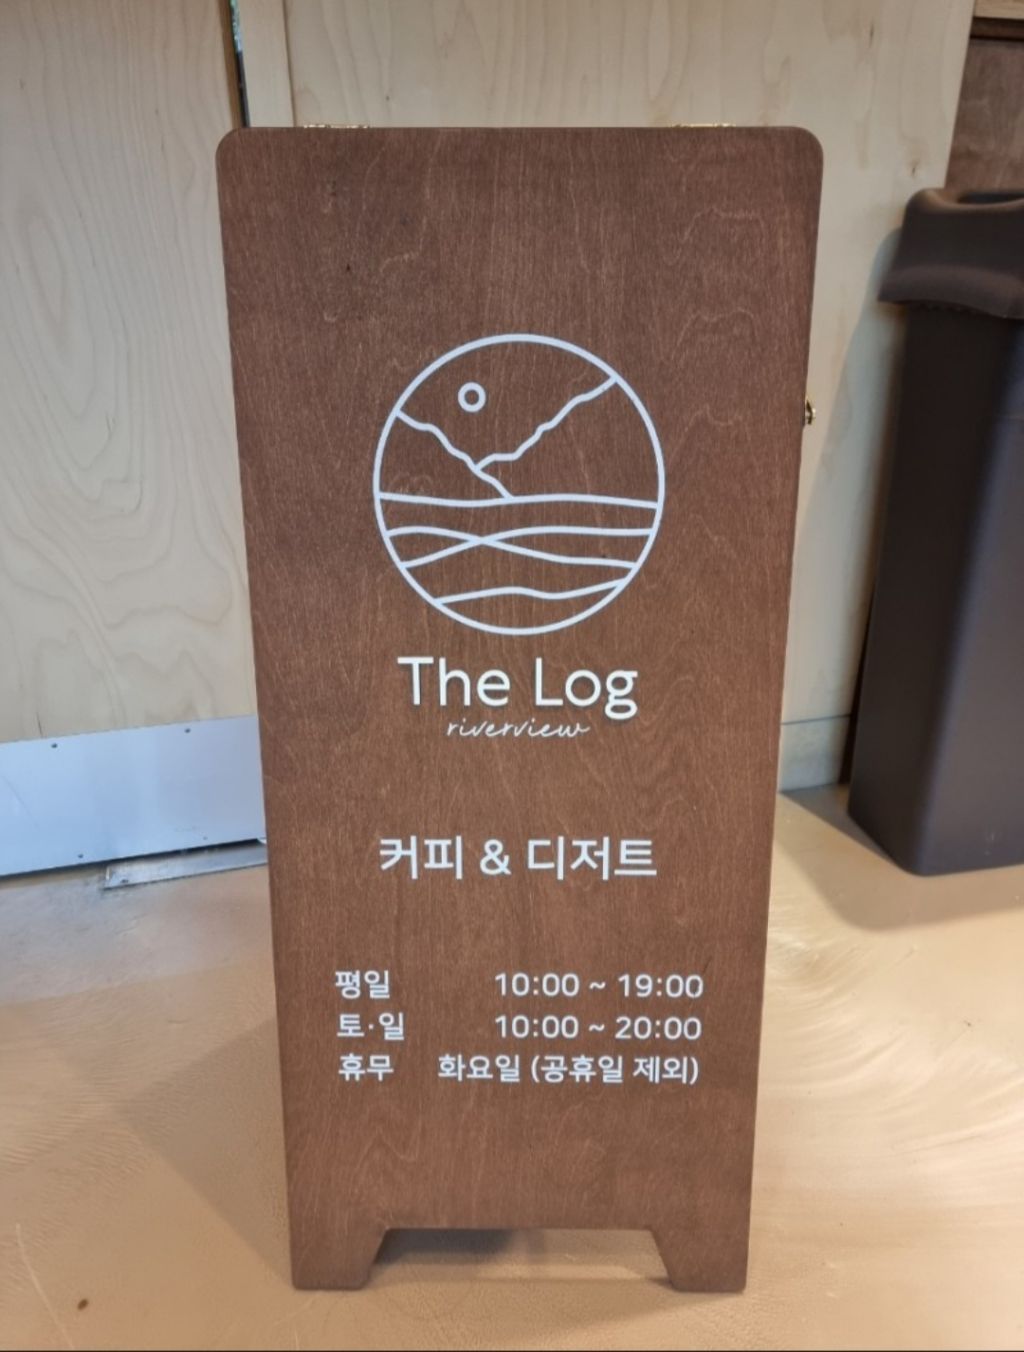 The Log
riverview
커피 & 디저트
평일 10:00 ~ 19:00
토·일 10:00 ~ 20:00
휴무 화요일 (공휴일 제외)